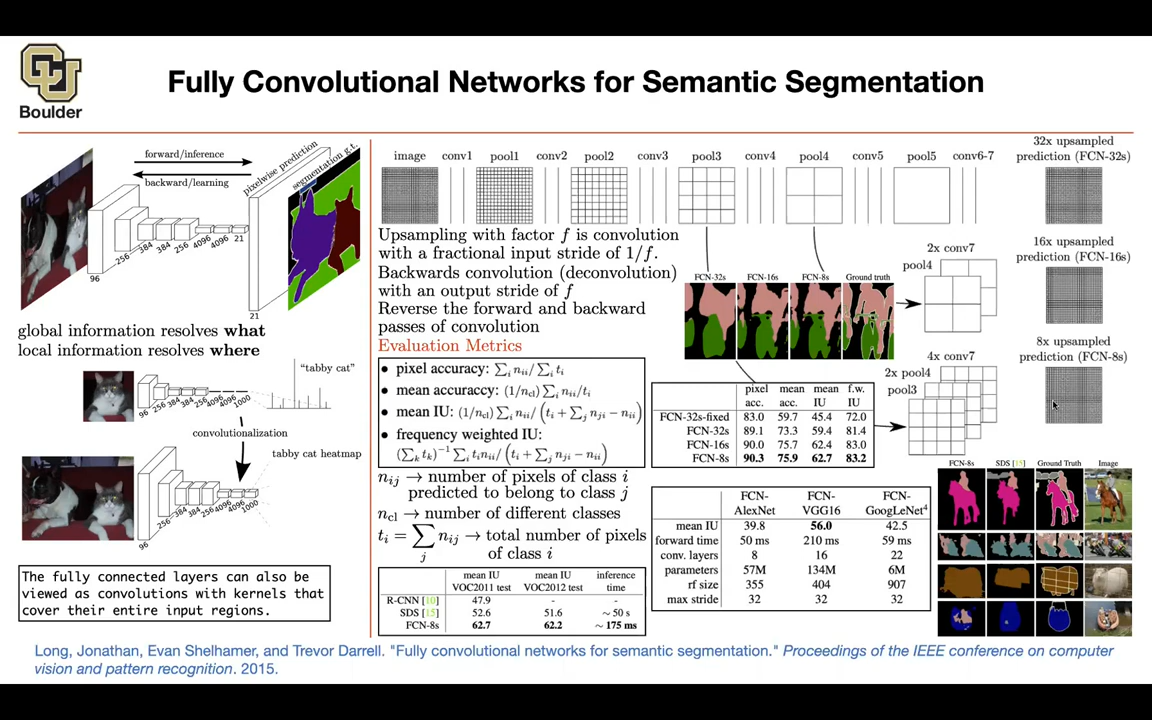 Boulder
Fully Convolutional Networks for Semantic Segmentation
forward/inference
backward/learning
pixelwise prediction
segmentation g.t.
96
256
384
384
256
4096
4096
21
21
global information resolves what
local information resolves where
"tabby cat"
96
256
384
384
256
4096
4096
1000
convolutionalization
tabby cat heatmap
96
256
384
384
256
4096
4096
1000
The fully connected layers can also be
viewed as convolutions with kernels that
cover their entire input regions.
image conv1 pool1 conv2 pool2 conv3 pool3 conv4 pool4 conv5 pool5 conv6-7
32x upsampled
prediction (FCN-32s)
16x upsampled
prediction (FCN-16s)
8x upsampled
prediction (FCN-8s)
2x conv7
pool4
4x conv7
2x pool4
pool3
Upsampling with factor f is convolution
with a fractional input stride of 1/f.
Backwards convolution (deconvolution)
with an output stride of f
Reverse the forward and backward
passes of convolution
FCN-32s FCN-16s FCN-8s Ground truth
Evaluation Metrics
• pixel accuracy: ∑i nii/ ∑i ti
• mean accuraccy: (1/ncl) ∑i nii/ti
• mean IU: (1/ncl) ∑i nii/ (ti + ∑j nji − nii)
• frequency weighted IU:
(∑k tk)−1 ∑i tinii/ (ti + ∑j nji − nii)
nij → number of pixels of class i
predicted to belong to class j
ncl → number of different classes
ti = ∑j nij → total number of pixels
of class i
mean IU mean IU inference
VOC2011 test VOC2012 test time
R-CNN [10] 47.9 - -
SDS [15] 52.6 51.6 ∼ 50 s
FCN-8s 62.7 62.2 ∼ 175 ms
pixel mean mean f.w.
acc. acc. IU IU
FCN-32s-fixed 83.0 59.7 45.4 72.0
FCN-32s 89.1 73.3 59.4 81.4
FCN-16s 90.0 75.7 62.4 83.0
FCN-8s 90.3 75.9 62.7 83.2
FCN- FCN- FCN-
AlexNet VGG16 GoogLeNet4
mean IU 39.8 56.0 42.5
forward time 50 ms 210 ms 59 ms
conv. layers 8 16 22
parameters 57M 134M 6M
rf size 355 404 907
max stride 32 32 32
FCN-8s SDS [15] Ground Truth Image
Long, Jonathan, Evan Shelhamer, and Trevor Darrell. "Fully convolutional networks for semantic segmentation." Proceedings of the IEEE conference on computer
vision and pattern recognition. 2015.